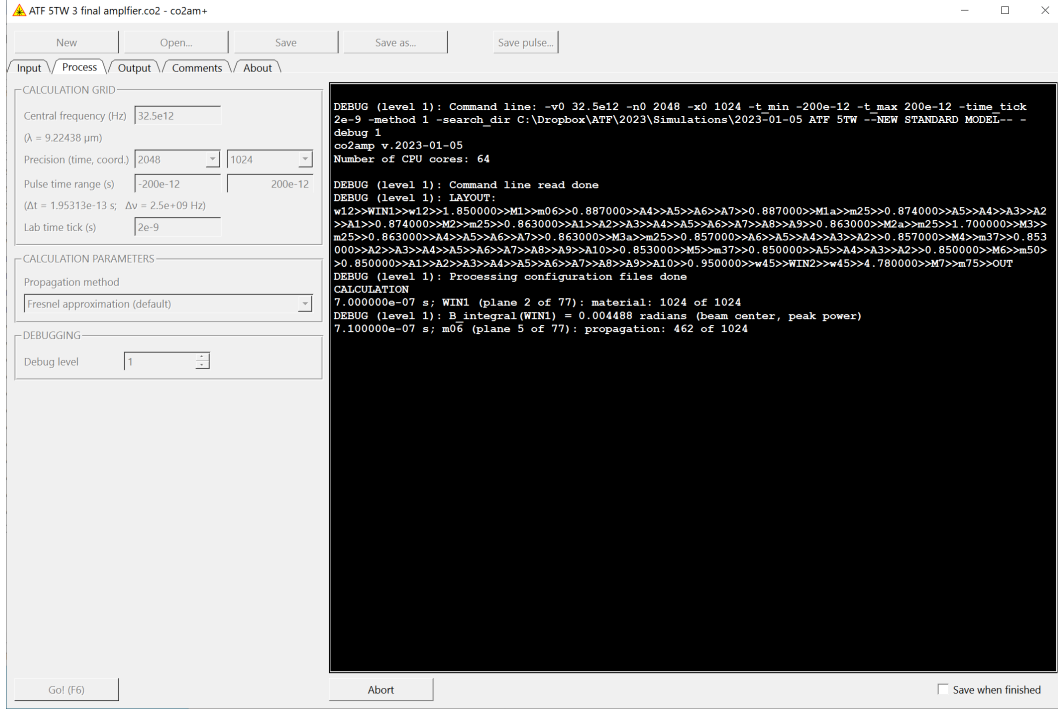 ATF 5TW 3 final amplfier.co2 - co2am+
New Open... Save Save as... Save pulse...
Input Process Output Comments About
CALCULATION GRID
Central frequency (Hz) 32.5e12
(λ = 9.22438 μm)
Precision (time, coord.) 2048 1024
Pulse time range (s) -200e-12 200e-12
(Δt = 1.95313e-13 s; Δν = 2.5e+09 Hz)
Lab time tick (s) 2e-9
CALCULATION PARAMETERS
Propagation method
Fresnel approximation (default)
DEBUGGING
Debug level 1
DEBUG (level 1): Command line: -v0 32.5e12 -n0 2048 -x0 1024 -t_min -200e-12 -t_max 200e-12 -time_tick
2e-9 -method 1 -search_dir C:\Dropbox\ATF\2023\Simulations\2023-01-05 ATF 5TW --NEW STANDARD MODEL-- -
debug 1
co2amp v.2023-01-05
Number of CPU cores: 64
DEBUG (level 1): Command line read done
DEBUG (level 1): LAYOUT:
w12>>WIN1>>w12>>1.850000>>M1>>m06>>0.887000>>A4>>A5>>A6>>A7>>0.887000>>M1a>>m25>>0.874000>>A5>>A4>>A3>>A2
>>A1>>0.874000>>M2>>m25>>0.863000>>A1>>A2>>A3>>A4>>A5>>A6>>A7>>A8>>A9>>0.863000>>M2a>>m25>>1.700000>>M3>>
m25>>0.863000>>A4>>A5>>A6>>A7>>0.863000>>M3a>>m25>>0.857000>>A6>>A5>>A4>>A3>>A2>>0.857000>>M4>>m37>>0.853
000>>A2>>A3>>A4>>A5>>A6>>A7>>A8>>A9>>A10>>0.853000>>M5>>m37>>0.850000>>A5>>A4>>A3>>A2>>0.850000>>M6>>m50>
>0.850000>>A1>>A2>>A3>>A4>>A5>>A6>>A7>>A8>>A9>>A10>>0.950000>>w45>>WIN2>>w45>>4.780000>>M7>>m75>>OUT
DEBUG (level 1): Processing configuration files done
CALCULATION
7.000000e-07 s; WIN1 (plane 2 of 77): material: 1024 of 1024
DEBUG (level 1): B_integral(WIN1) = 0.004488 radians (beam center, peak power)
7.100000e-07 s; m06 (plane 5 of 77): propagation: 462 of 1024
Go! (F6) Abort Save when finished